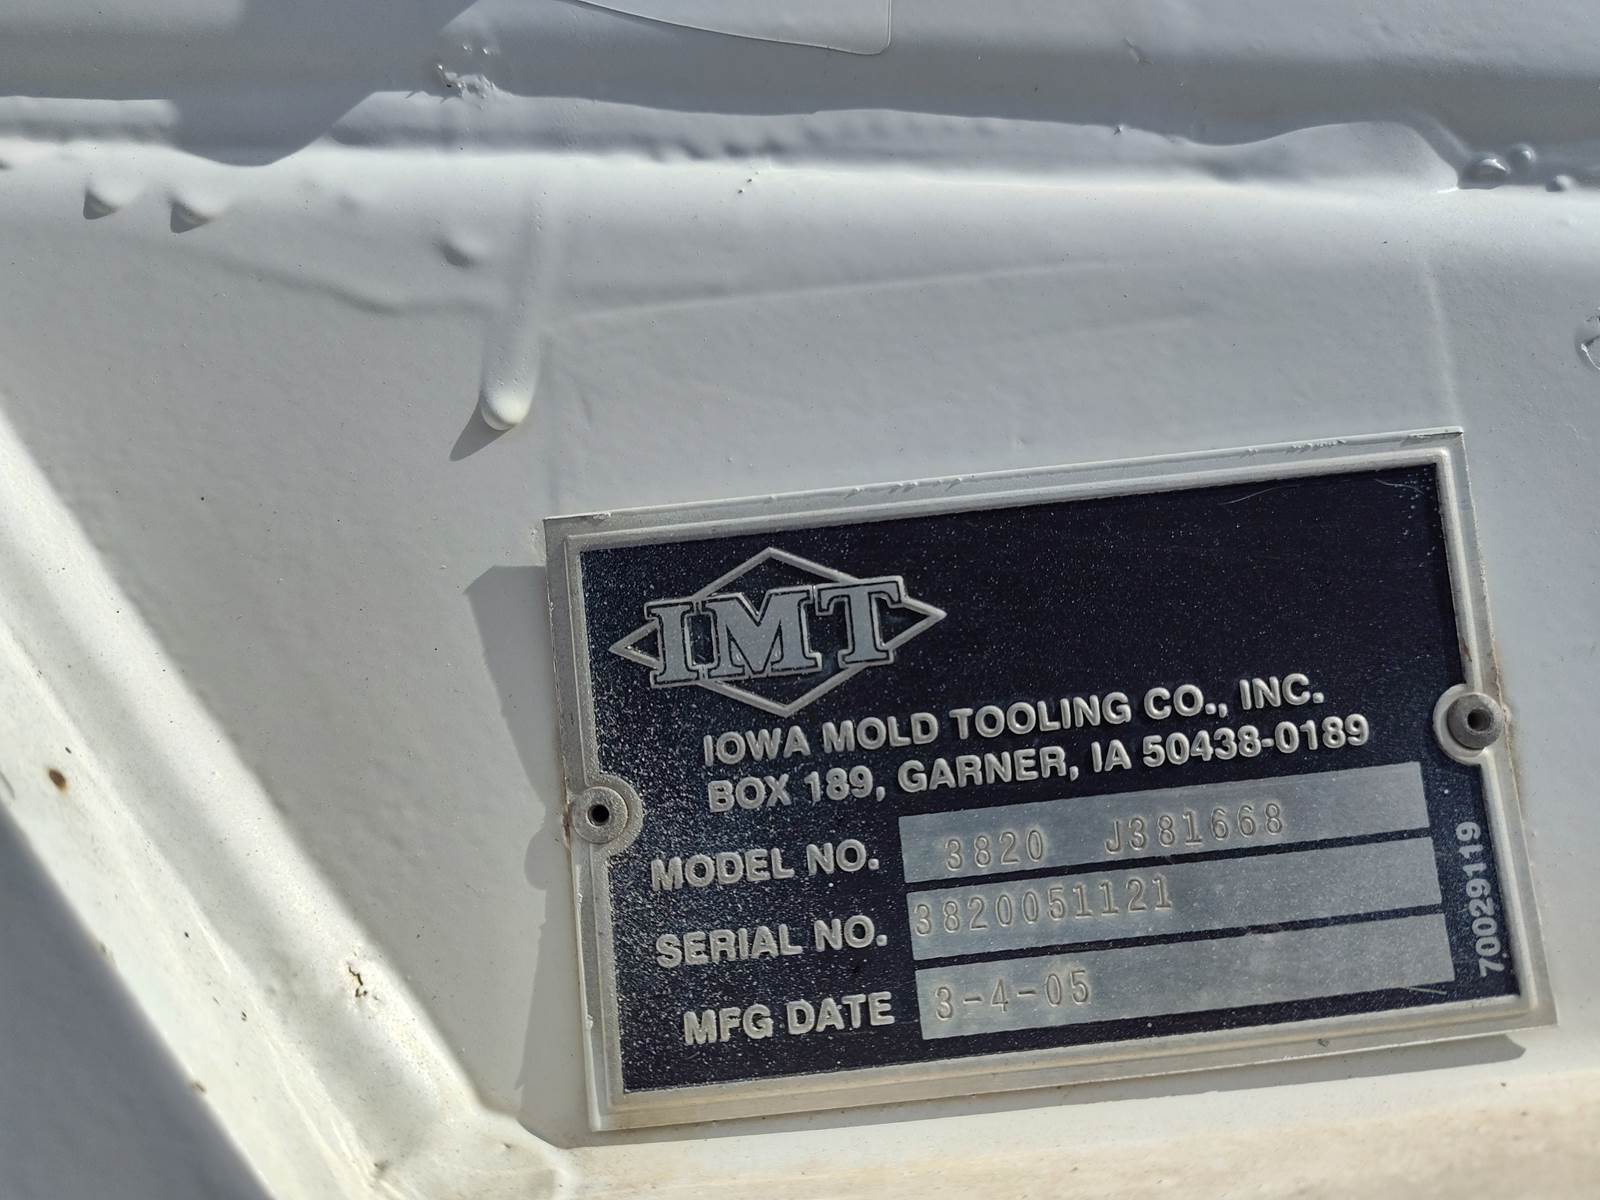 IMT
IOWA MOLD TOOLING CO., INC.
BOX 189, GARNER, IA 50438-0189
MODEL NO. 3820 J381668
SERIAL NO. 3820051121
MFG DATE 3-4-05
70029119